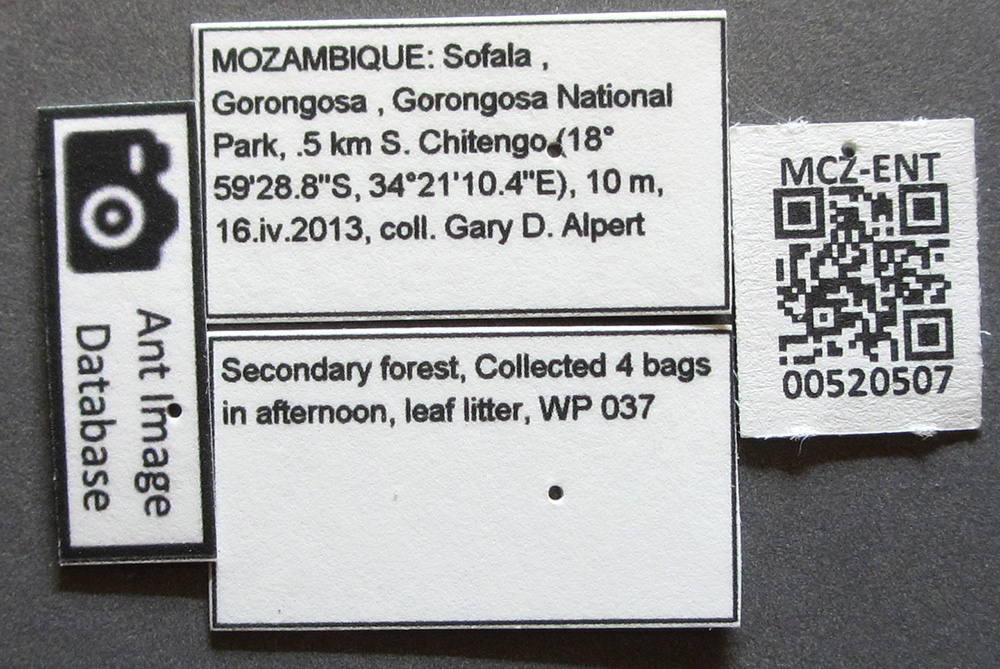 MOZAMBIQUE: Sofala ,
Gorongosa , Gorongosa National
Park, .5 km S. Chitengo (18°
59'28.8"S, 34°21'10.4"E), 10 m,
16.iv.2013, coll. Gary D. Alpert
Secondary forest, Collected 4 bags
in afternoon, leaf litter, WP 037
Ant Image
Database
MCZ-ENT
00520507